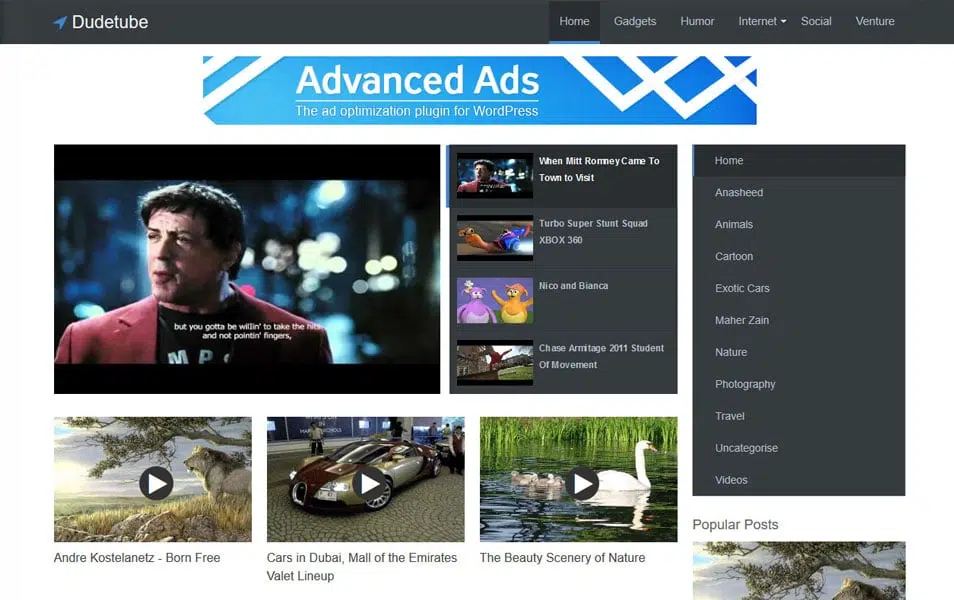 Dudetube
Home
Gadgets
Humor
Internet
Social
Venture
Advanced Ads
The ad optimization plugin for WordPress
but you gotta be willin' to take the hits,
and not pointin' fingers,
When Mitt Romney Came To
Town to Visit
Turbo Super Stunt Squad
XBOX 360
Nico and Bianca
Chase Armitage 2011 Student
Of Movement
Home
Anasheed
Animals
Cartoon
Exotic Cars
Maher Zain
Nature
Photography
Travel
Uncategorise
Videos
Andre Kostelanetz - Born Free
Cars in Dubai, Mall of the Emirates
Valet Lineup
The Beauty Scenery of Nature
Popular Posts